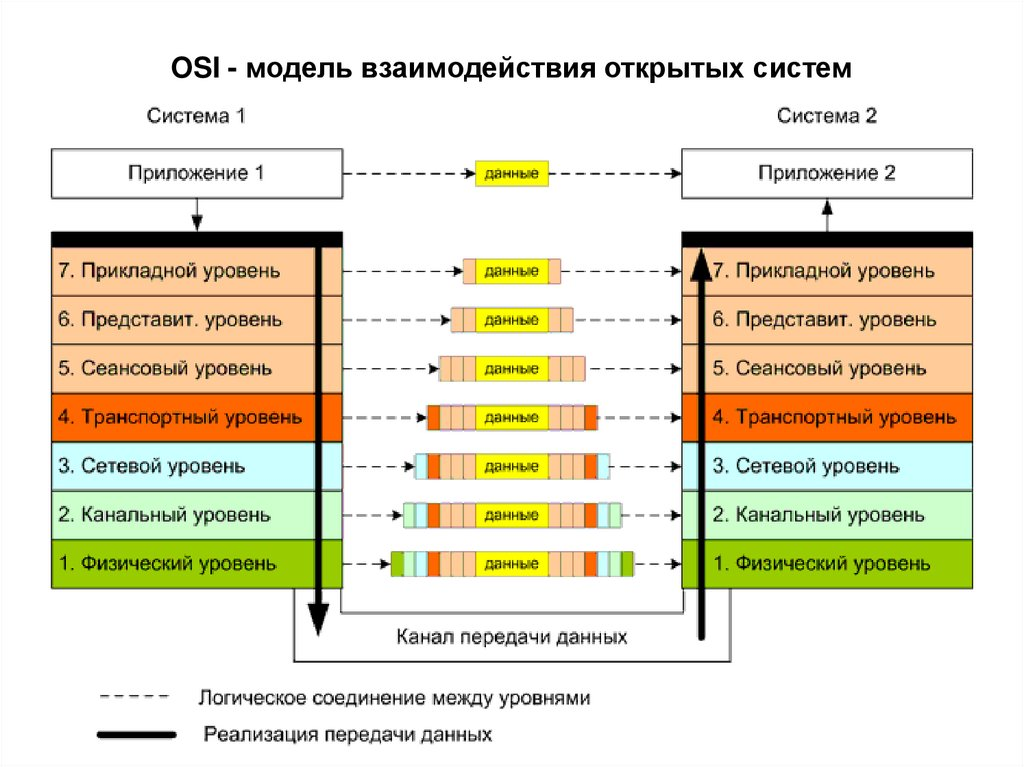 OSI - модель взаимодействия открытых систем
Система 1
Система 2
Приложение 1
данные
Приложение 2
7. Прикладной уровень
данные
7. Прикладной уровень
6. Представит. уровень
данные
6. Представит. уровень
5. Сеансовый уровень
данные
5. Сеансовый уровень
4. Транспортный уровень
данные
4. Транспортный уровень
3. Сетевой уровень
данные
3. Сетевой уровень
2. Канальный уровень
данные
2. Канальный уровень
1. Физический уровень
данные
1. Физический уровень
Канал передачи данных
Логическое соединение между уровнями
Реализация передачи данных